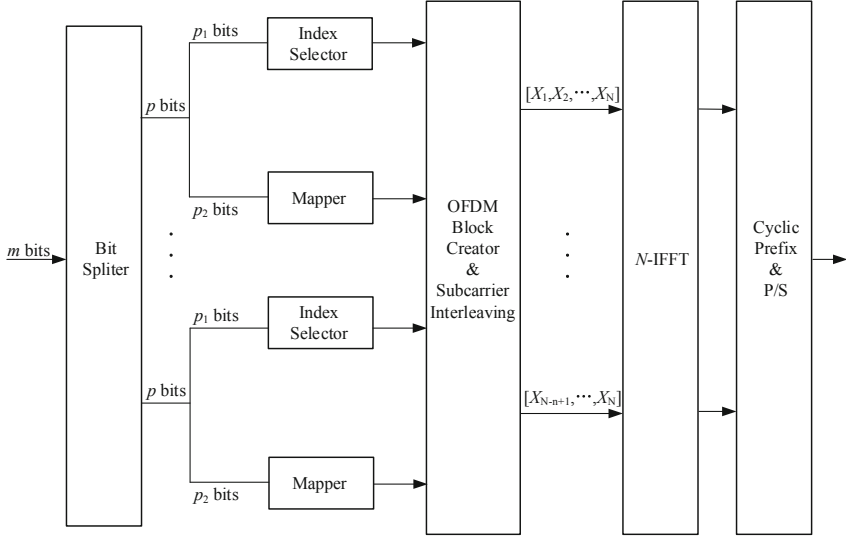 m bits
Bit
Spliter
p bits
p1 bits
Index
Selector
p2 bits
Mapper
p bits
p1 bits
Index
Selector
p2 bits
Mapper
OFDM
Block
Creator
&
Subcarrier
Interleaving
[X1,X2,⋯,XN]
[XN-n+1,⋯,XN]
N-IFFT
Cyclic
Prefix
&
P/S